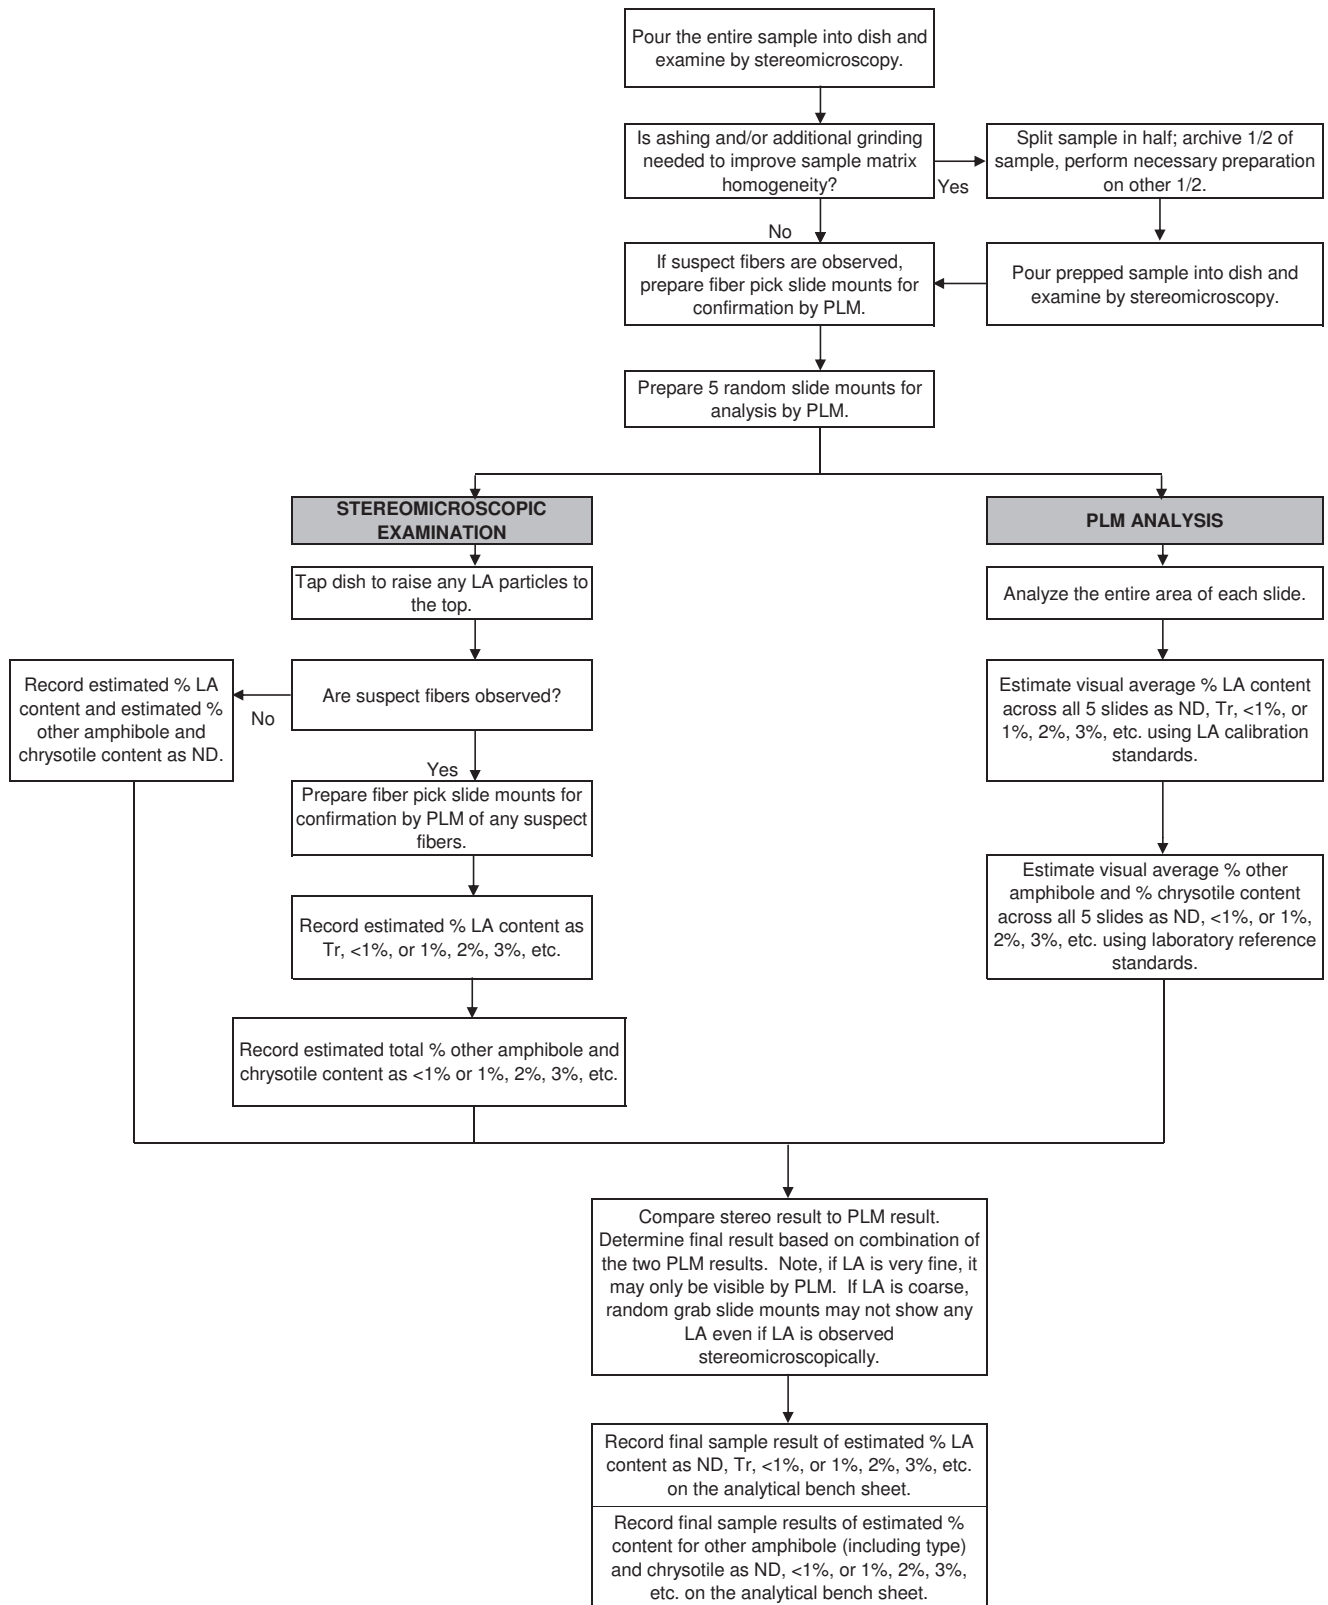 Pour the entire sample into dish and
examine by stereomicroscopy.
Is ashing and/or additional grinding
needed to improve sample matrix
homogeneity?
Yes
Split sample in half; archive 1/2 of
sample, perform necessary preparation
on other 1/2.
No
If suspect fibers are observed,
prepare fiber pick slide mounts for
confirmation by PLM.
Pour prepped sample into dish and
examine by stereomicroscopy.
Prepare 5 random slide mounts for
analysis by PLM.
STEREOMICROSCOPIC
EXAMINATION
Tap dish to raise any LA particles to
the top.
Are suspect fibers observed?
No
Record estimated % LA
content and estimated %
other amphibole and
chrysotile content as ND.
Yes
Prepare fiber pick slide mounts for
confirmation by PLM of any suspect
fibers.
Record estimated % LA content as
Tr, <1%, or 1%, 2%, 3%, etc.
Record estimated total % other amphibole and
chrysotile content as <1% or 1%, 2%, 3%, etc.
PLM ANALYSIS
Analyze the entire area of each slide.
Estimate visual average % LA content
across all 5 slides as ND, Tr, <1%, or
1%, 2%, 3%, etc. using LA calibration
standards.
Estimate visual average % other
amphibole and % chrysotile content
across all 5 slides as ND, <1%, or 1%,
2%, 3%, etc. using laboratory reference
standards.
Compare stereo result to PLM result.
Determine final result based on combination of
the two PLM results.  Note, if LA is very fine, it
may only be visible by PLM.  If LA is coarse,
random grab slide mounts may not show any
LA even if LA is observed
stereomicroscopically.
Record final sample result of estimated % LA
content as ND, Tr, <1%, or 1%, 2%, 3%, etc.
on the analytical bench sheet.
Record final sample results of estimated %
content for other amphibole (including type)
and chrysotile as ND, <1%, or 1%, 2%, 3%,
etc. on the analytical bench sheet.